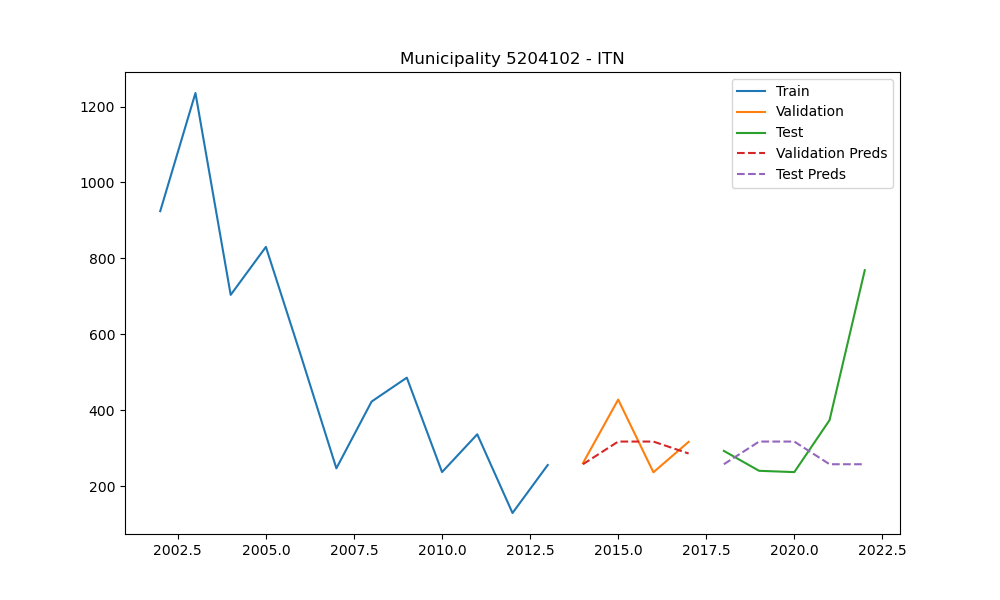 Municipality 5204102 - ITN
Train
Validation
Test
Validation Preds
Test Preds
1200
1000
800
600
400
200
2002.5 2005.0 2007.5 2010.0 2012.5 2015.0 2017.5 2020.0 2022.5